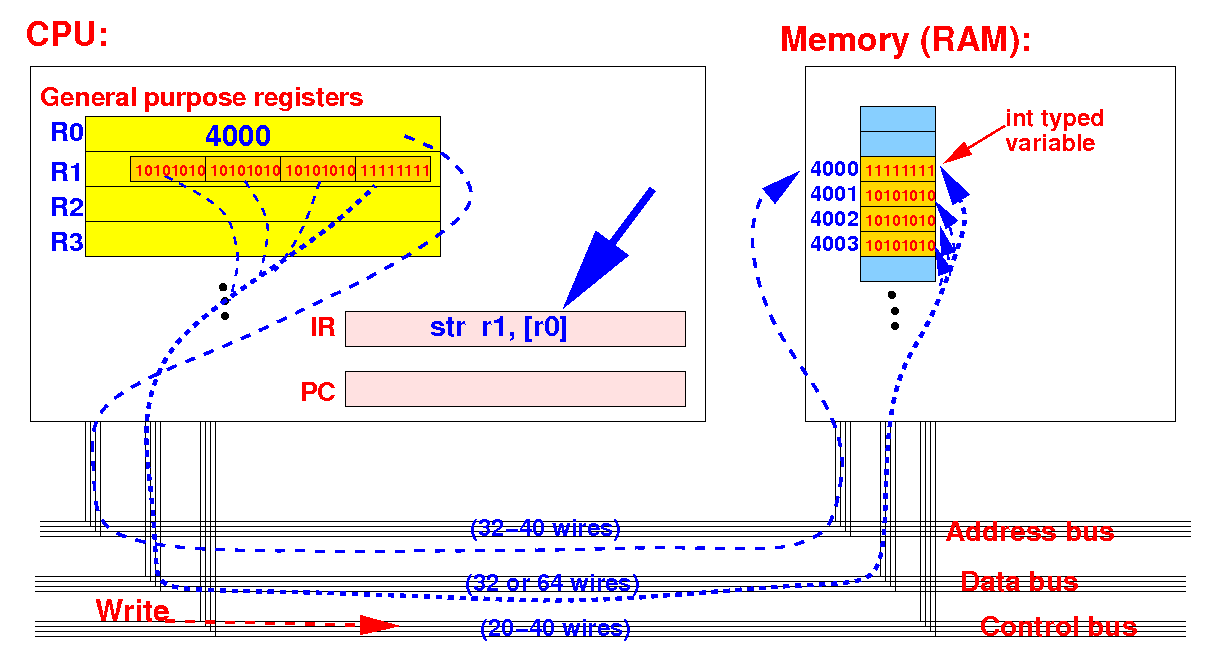 CPU:
Memory (RAM):
General purpose registers
R0 4000
R1 10101010 10101010 10101010 11111111
R2
R3
IR str r1, [r0]
PC
int typed
variable
4000 11111111
4001 10101010
4002 10101010
4003 10101010
(32–40 wires) Address bus
(32 or 64 wires) Data bus
Write
(20–40 wires) Control bus